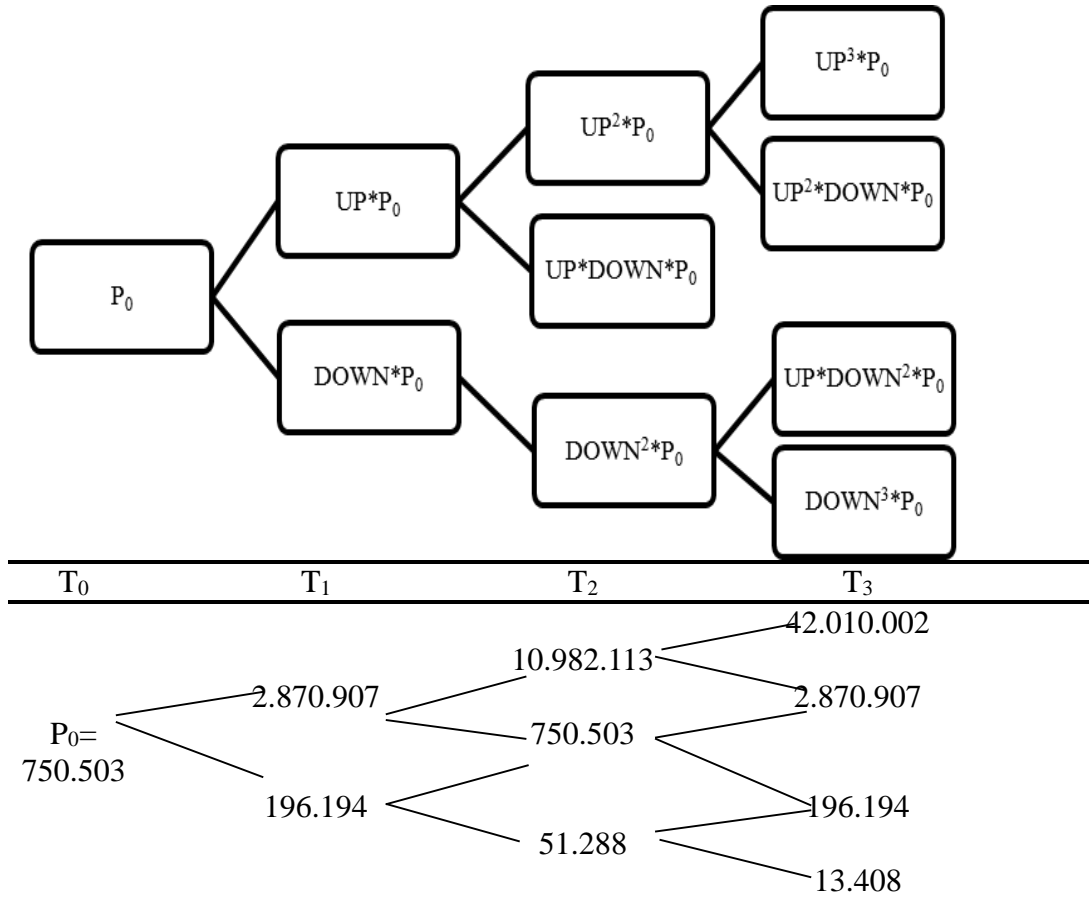 UP³*P₀
UP²*P₀
UP²*DOWN*P₀
UP*P₀
UP*DOWN*P₀
P₀
DOWN*P₀
UP*DOWN²*P₀
DOWN²*P₀
DOWN³*P₀
T₀ T₁ T₂ T₃
42.010.002
10.982.113
2.870.907 2.870.907
P₀= 750.503
750.503
196.194 196.194
51.288
13.408